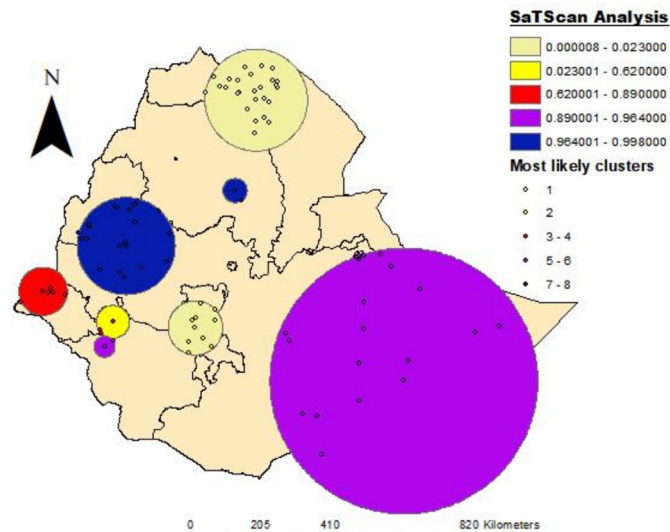 SaTScan Analysis
0.000008 - 0.023000
0.023001 - 0.620000
0.620001 - 0.890000
0.890001 - 0.964000
0.964001 - 0.998000
Most likely clusters
1
2
3 - 4
5 - 6
7 - 8
N
0 205 410 820 Kilometers